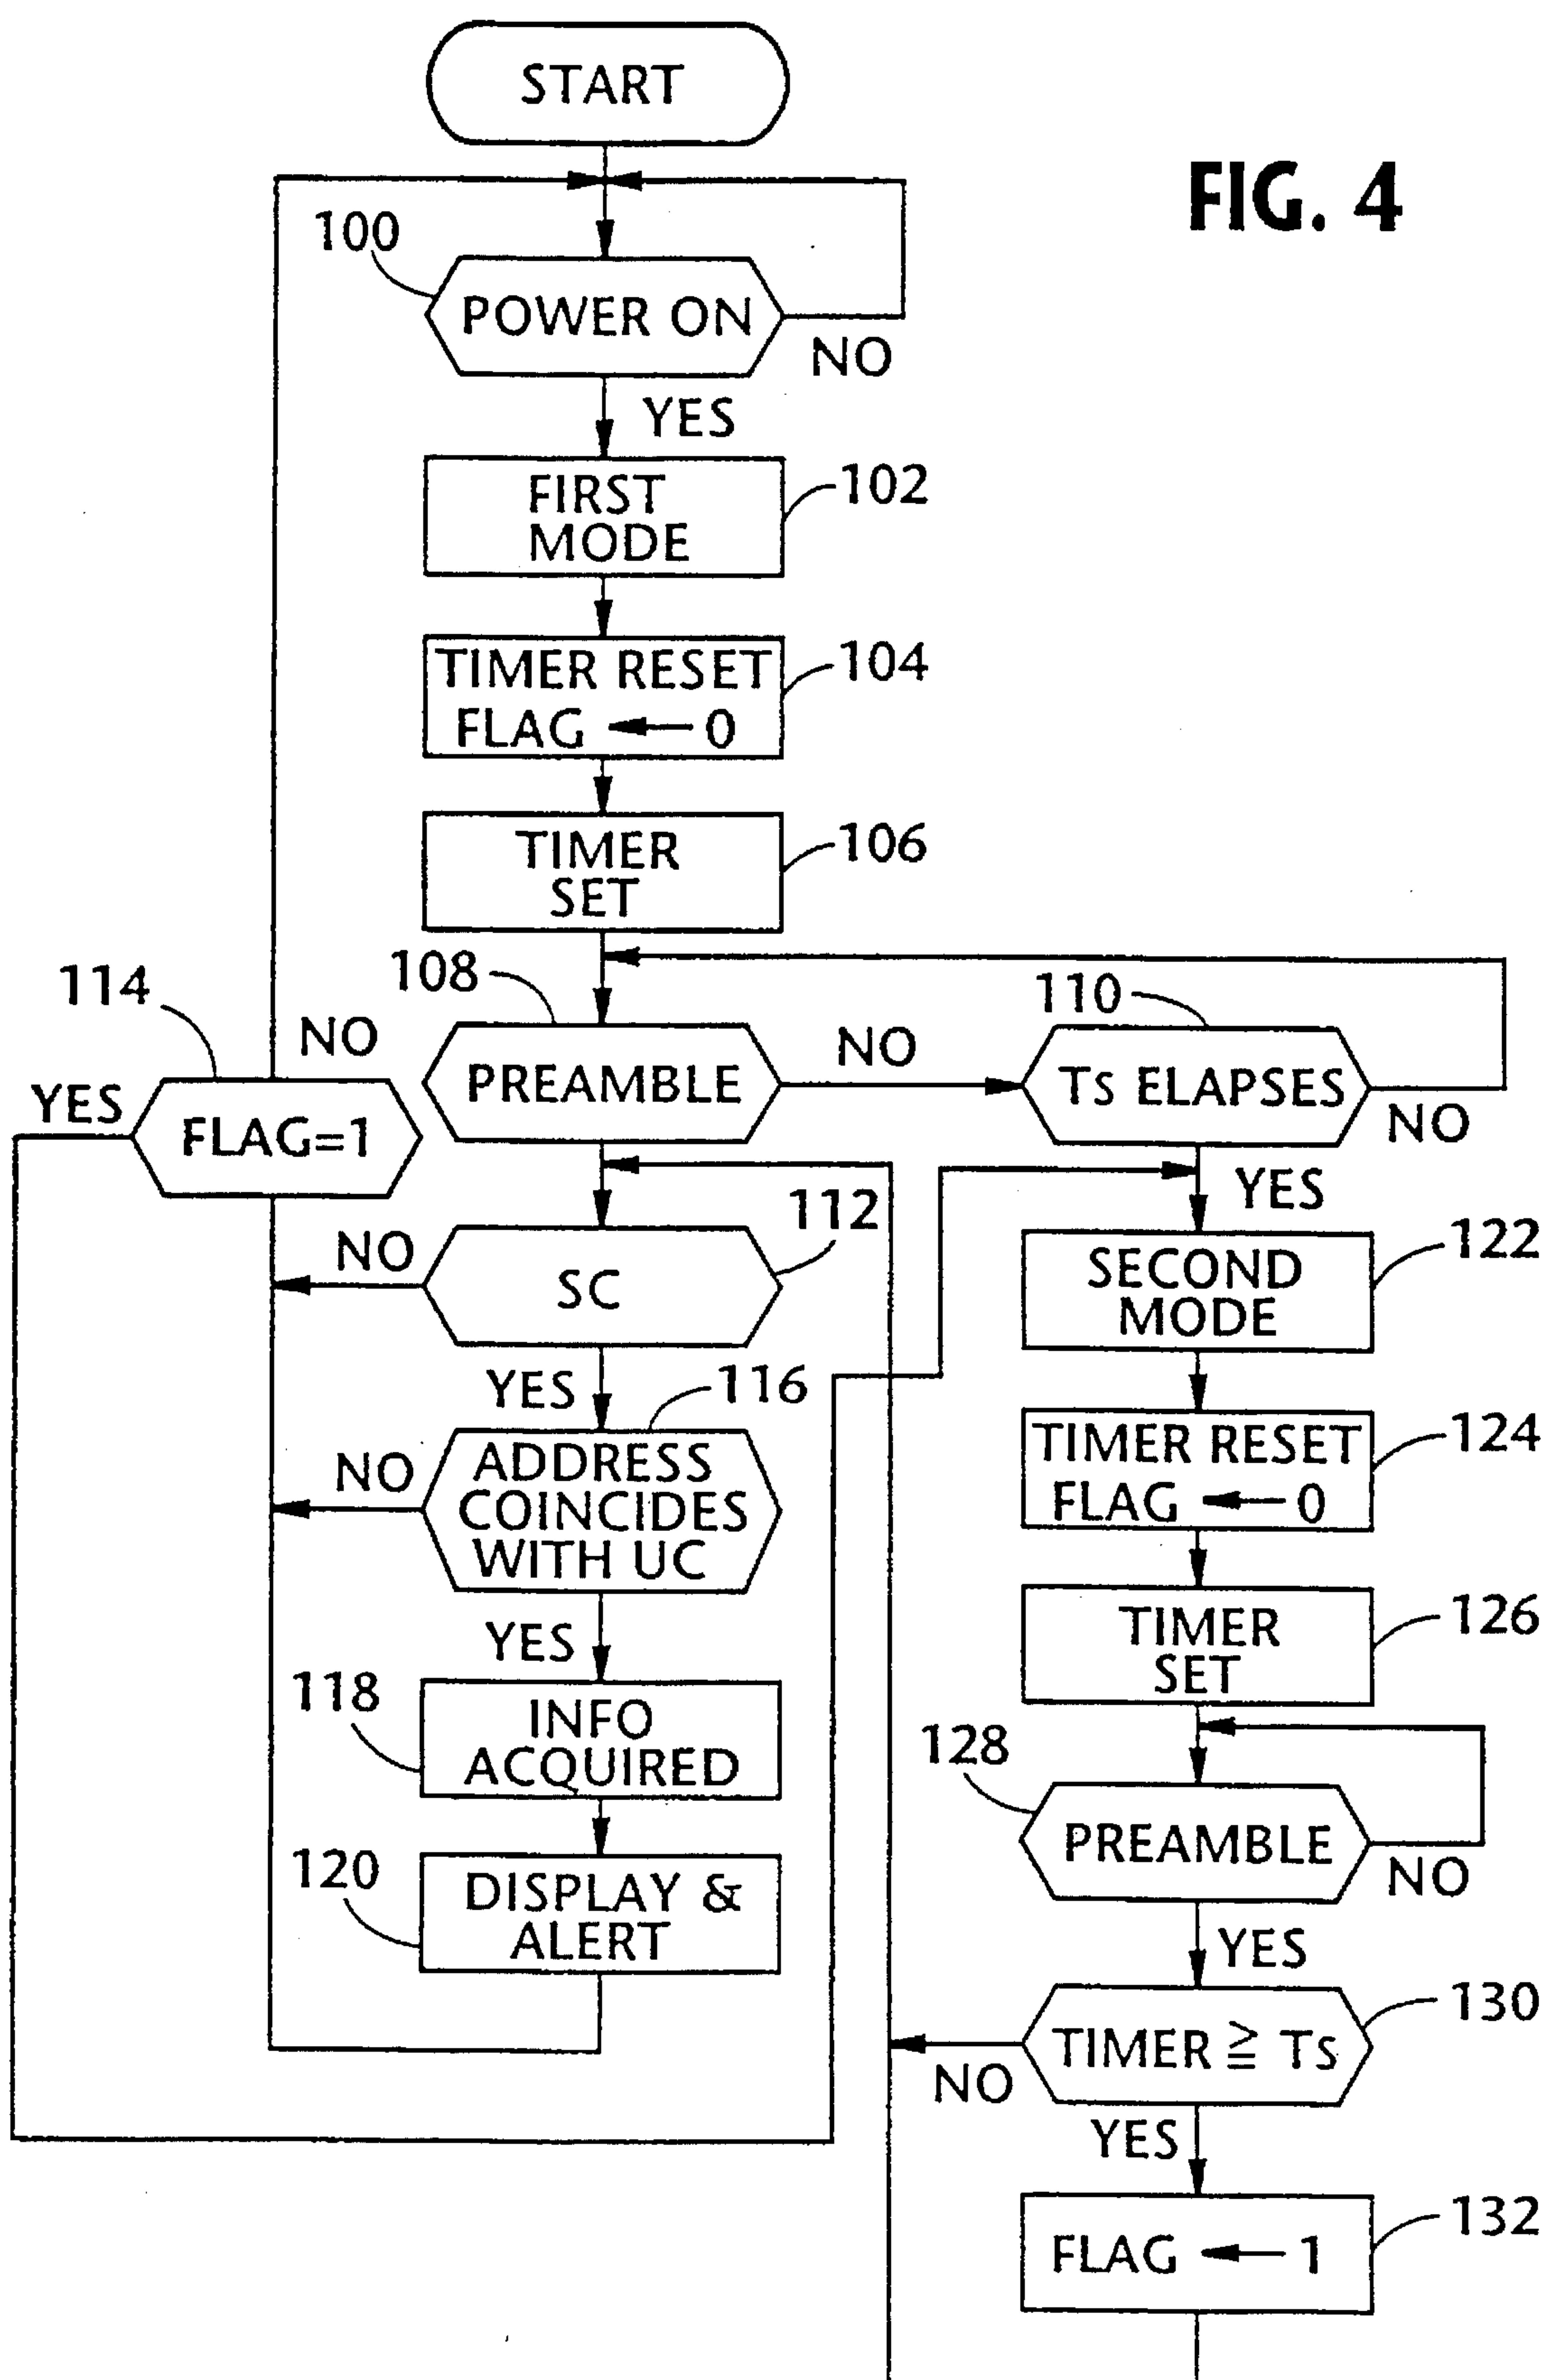 START
FIG. 4
100
POWER ON
NO
YES
FIRST
MODE
102
TIMER RESET
FLAG ← 0
104
TIMER
SET
106
108
PREAMBLE
NO
110
Ts ELAPSES
NO
114
NO
YES
FLAG=1
YES
112
NO
SC
YES
116
NO
ADDRESS
COINCIDES
WITH UC
YES
118
INFO
ACQUIRED
120
DISPLAY &
ALERT
SECOND
MODE
122
TIMER RESET
FLAG ← 0
124
TIMER
SET
126
128
PREAMBLE
NO
YES
130
TIMER ≧ Ts
NO
YES
FLAG ← 1
132